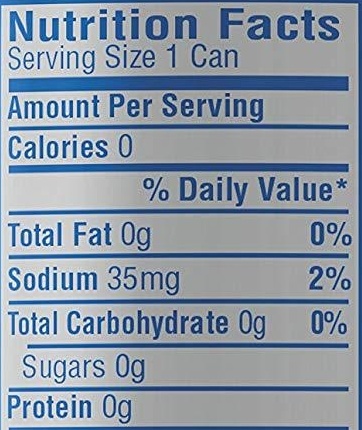 Nutrition Facts
Serving Size 1 Can
Amount Per Serving
Calories 0
% Daily Value*
Total Fat 0g 0%
Sodium 35mg 2%
Total Carbohydrate 0g 0%
Sugars 0g
Protein 0g